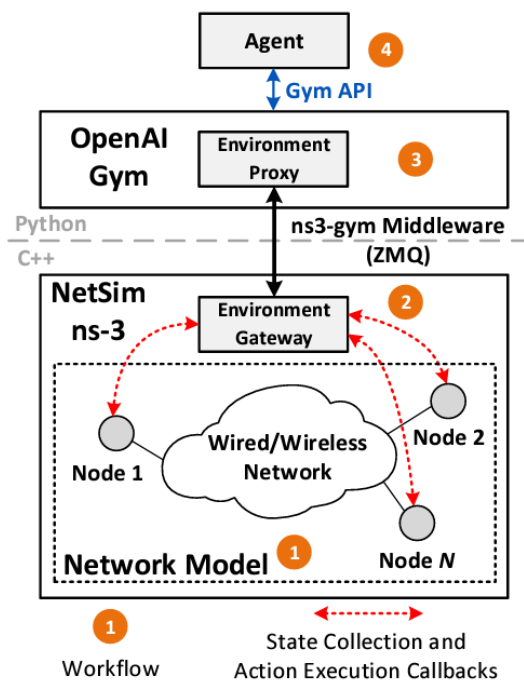 Agent
4
Gym API
OpenAI
Gym
Environment
Proxy
3
Python
ns3-gym Middleware
(ZMQ)
C++
NetSim
ns-3
Environment
Gateway
2
Node 1
Wired/Wireless
Network
Node 2
Node N
Network Model
1
1
Workflow
State Collection and
Action Execution Callbacks